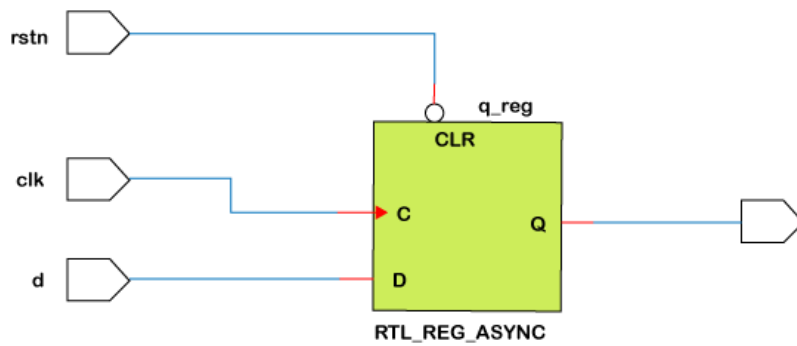 rstn
q_reg
CLR
clk
C
Q
d
D
RTL_REG_ASYNC